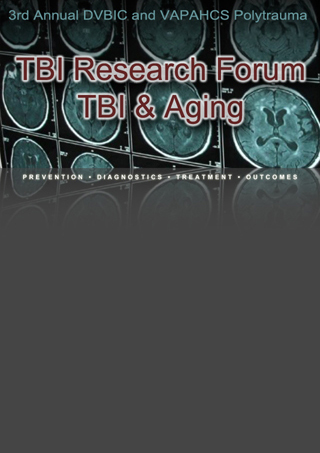 3rd Annual DVBIC and VAPAHCS Polytrauma
TBI Research Forum
TBI & Aging
PREVENTION • DIAGNOSTICS • TREATMENT • OUTCOMES